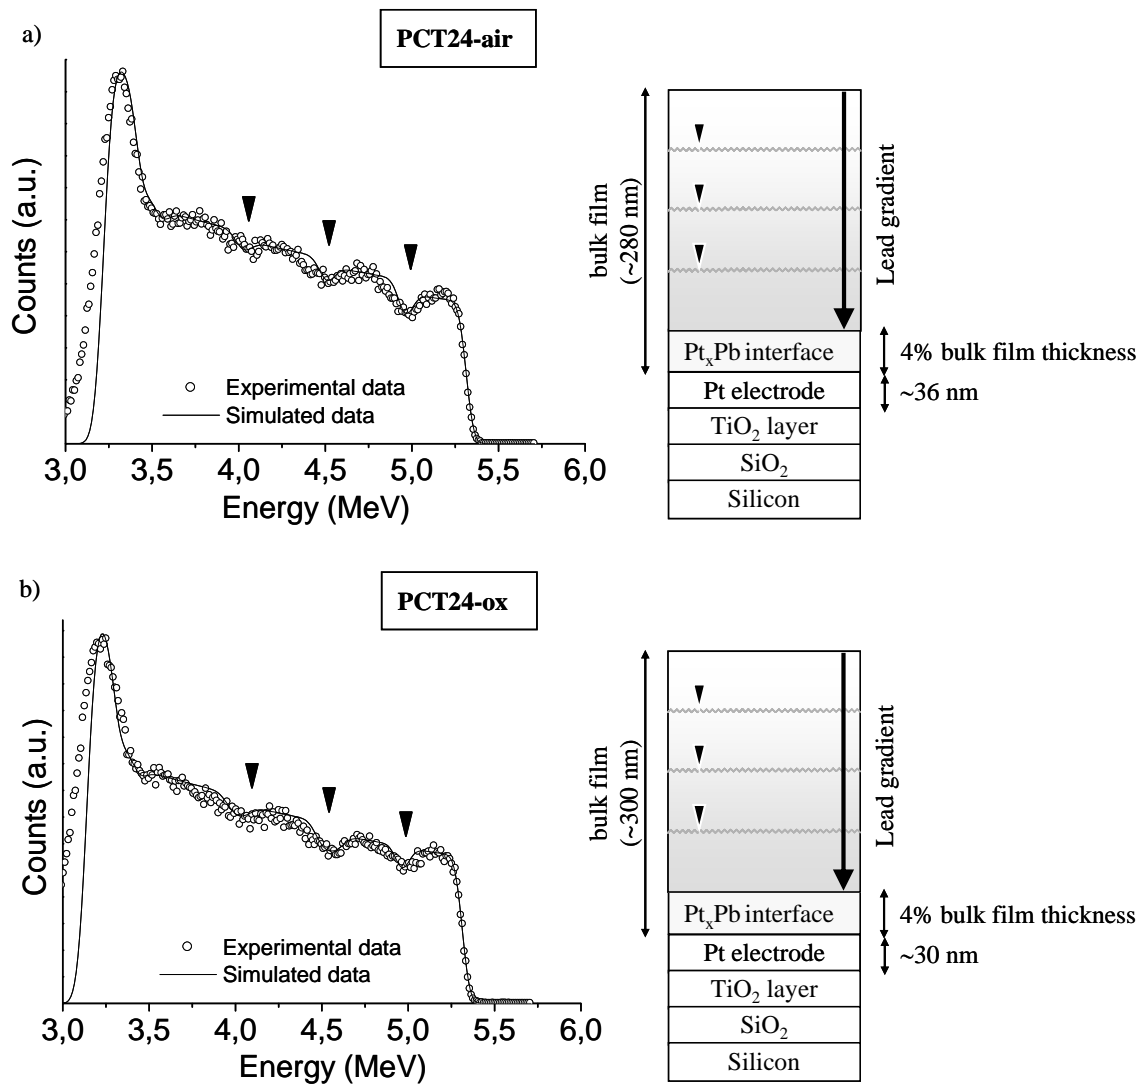 a)
PCT24-air
Counts (a.u.)
Experimental data
Simulated data
3,0 3,5 4,0 4,5 5,0 5,5 6,0
Energy (MeV)
bulk film
(~280 nm)
Lead gradient
PtₓPb interface
4% bulk film thickness
Pt electrode
~36 nm
TiO₂ layer
SiO₂
Silicon
b)
PCT24-ox
Counts (a.u.)
Experimental data
Simulated data
3,0 3,5 4,0 4,5 5,0 5,5 6,0
Energy (MeV)
bulk film
(~300 nm)
Lead gradient
PtₓPb interface
4% bulk film thickness
Pt electrode
~30 nm
TiO₂ layer
SiO₂
Silicon